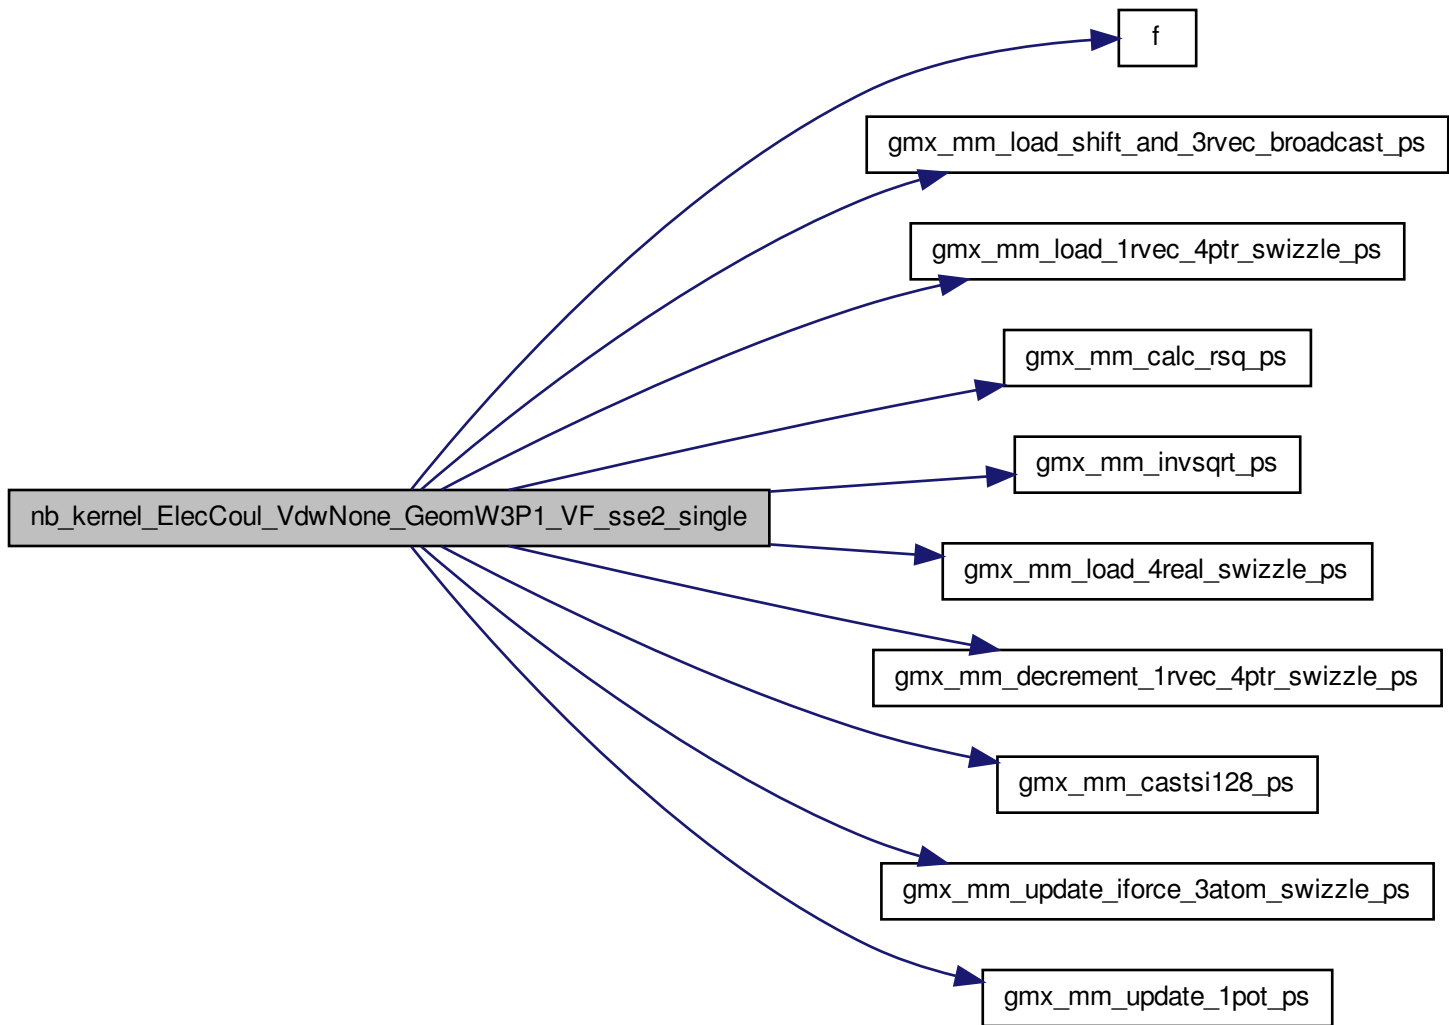 f
gmx_mm_load_shift_and_3rvec_broadcast_ps
gmx_mm_load_1rvec_4ptr_swizzle_ps
gmx_mm_calc_rsq_ps
gmx_mm_invsqrt_ps
nb_kernel_ElecCoul_VdwNone_GeomW3P1_VF_sse2_single
gmx_mm_load_4real_swizzle_ps
gmx_mm_decrement_1rvec_4ptr_swizzle_ps
gmx_mm_castsi128_ps
gmx_mm_update_iforce_3atom_swizzle_ps
gmx_mm_update_1pot_ps